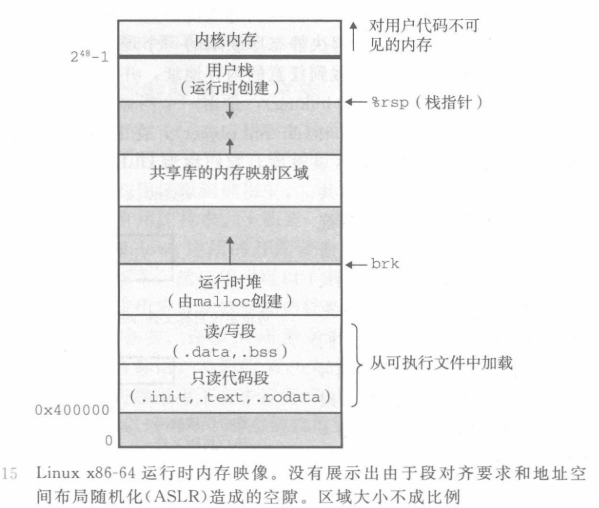 内核内存
对用户代码不可
见的内存
2⁴⁸-1
用户栈
(运行时创建)
%rsp(栈指针)
共享库的内存映射区域
brk
运行时堆
(由malloc创建)
读/写段
(.data,.bss)
从可执行文件中加载
只读代码段
(.init,.text,.rodata)
0x400000
0
15 Linux x86-64 运行时内存映像。没有展示出由于段对齐要求和地址空
间布局随机化(ASLR)造成的空隙。区域大小不成比例